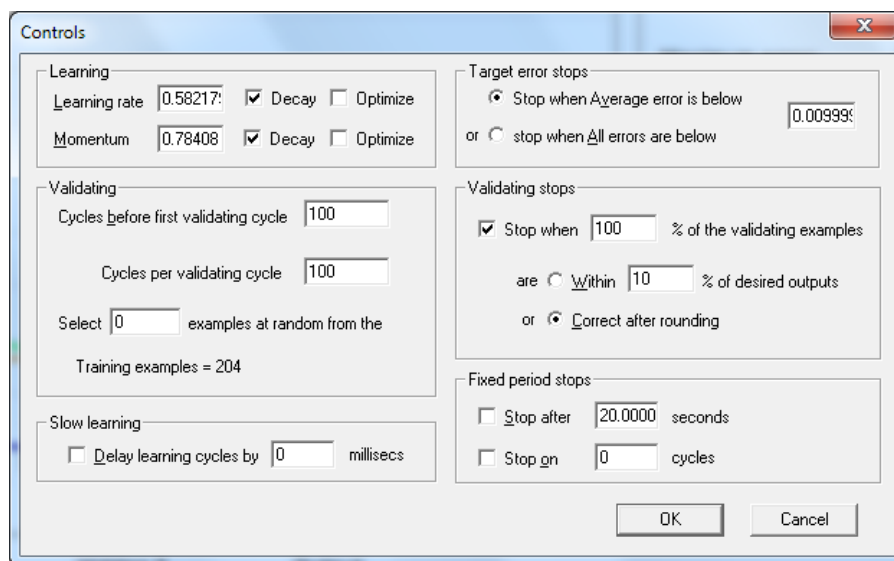 Controls
Learning
Learning rate 0.58217 Decay Optimize
Momentum 0.78408 Decay Optimize
Validating
Cycles before first validating cycle 100
Cycles per validating cycle 100
Select 0 examples at random from the
Training examples = 204
Slow learning
Delay learning cycles by 0 millisecs
Target error stops
Stop when Average error is below
0.00999
or stop when All errors are below
Validating stops
Stop when 100 % of the validating examples
are Within 10 % of desired outputs
or Correct after rounding
Fixed period stops
Stop after 20.0000 seconds
Stop on 0 cycles
OK Cancel